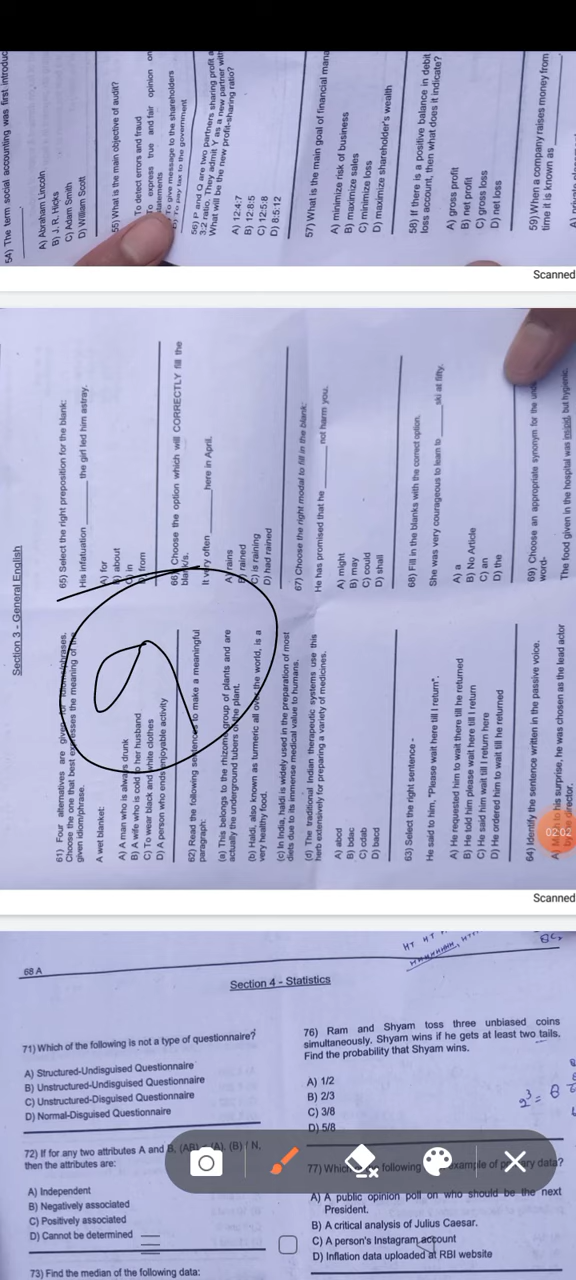 54) The term social accounting was first introduc
A) Abraham Lincoln
B) J. R. Hicks
C) Adam Smith
D) William Scott
55) What is the main objective of audit?
To detect errors and fraud
To express true and fair opinion on
statements
To give message to the shareholders
To pay tax to the government
56) P and Q are two partners sharing profit
3:2 ratio. They admit Y as a new partner with
What will be the new profit-sharing ratio?
A) 12:4:7
B) 12:8:5
C) 12:5:8
D) 8:5:12
57) What is the main goal of financial man
A) minimize risk of business
B) maximize sales
C) minimize loss
D) maximize shareholder's wealth
58) If there is a positive balance in debit
loss account, then what does it indicate?
A) gross profit
B) net profit
C) gross loss
D) net loss
59) When a company raises money from
time it is known as
Scanned
Section 3 - General English
61) Four alternatives are given for idioms/phrases.
Choose the one that best expresses the meaning of the
given idiom/phrase.
A wet blanket:
A) A man who is always drunk
B) A wife who is cold to her husband
C) To wear black and white clothes
D) A person who ends enjoyable activity
62) Read the following sentences to make a meaningful
paragraph:
(a) This belongs to the rhizome group of plants and are
actually the underground tubers of the plant.
(b) Haldi, also known as turmeric all over the world, is a
very healthy food.
(c) In India, haldi is widely used in the preparation of most
diets due to its immense medical value to humans.
(d) The traditional Indian therapeutic systems use this
herb extensively for preparing a variety of medicines.
A) abcd
B) bdac
C) cdab
D) bacd
63) Select the right sentence -
He said to him, "Please wait here till I return".
A) He requested him to wait there till he returned
B) He told him please wait here till I return
C) He said him wait till I return here
D) He ordered him to wait till he returned
64) Identify the sentence written in the passive voice.
to his surprise, he was chosen as the lead actor
director.
65) Select the right preposition for the blank:
His infatuation ______ the girl led him astray.
A) for
B) about
C) in
D) from
66) Choose the option which will CORRECTLY fill the
blank/s.
It very often ______ here in April.
A) rains
B) rained
C) is raining
D) had rained
67) Choose the right modal to fill in the blank:
He has promised that he ______ not harm you.
A) might
B) may
C) could
D) shall
68) Fill in the blanks with the correct option.
She was very courageous to learn to ______ ski at fifty.
A) a
B) No Article
C) an
D) the
69) Choose an appropriate synonym for the
word-
The food given in the hospital was insipid, but hygienic.
02:02
Scanned
68 A
Section 4 - Statistics
71) Which of the following is not a type of questionnaire?
A) Structured-Undisguised Questionnaire
B) Unstructured-Undisguised Questionnaire
C) Unstructured-Disguised Questionnaire
D) Normal-Disguised Questionnaire
72) If for any two attributes A and B, (AB) = (A). (B) / N,
then the attributes are:
A) Independent
B) Negatively associated
C) Positively associated
D) Cannot be determined
73) Find the median of the following data:
76) Ram and Shyam toss three unbiased coins
simultaneously. Shyam wins if he gets at least two tails.
Find the probability that Shyam wins.
A) 1/2
B) 2/3
C) 3/8
D) 5/8
77) Which following example of primary data?
A) A public opinion poll on who should be the next
President.
B) A critical analysis of Julius Caesar.
C) A person's Instagram account
D) Inflation data uploaded at RBI website
2³ = 8